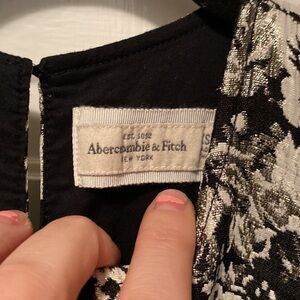 EST. 1892
Abercrombie & Fitch
NEW YORK